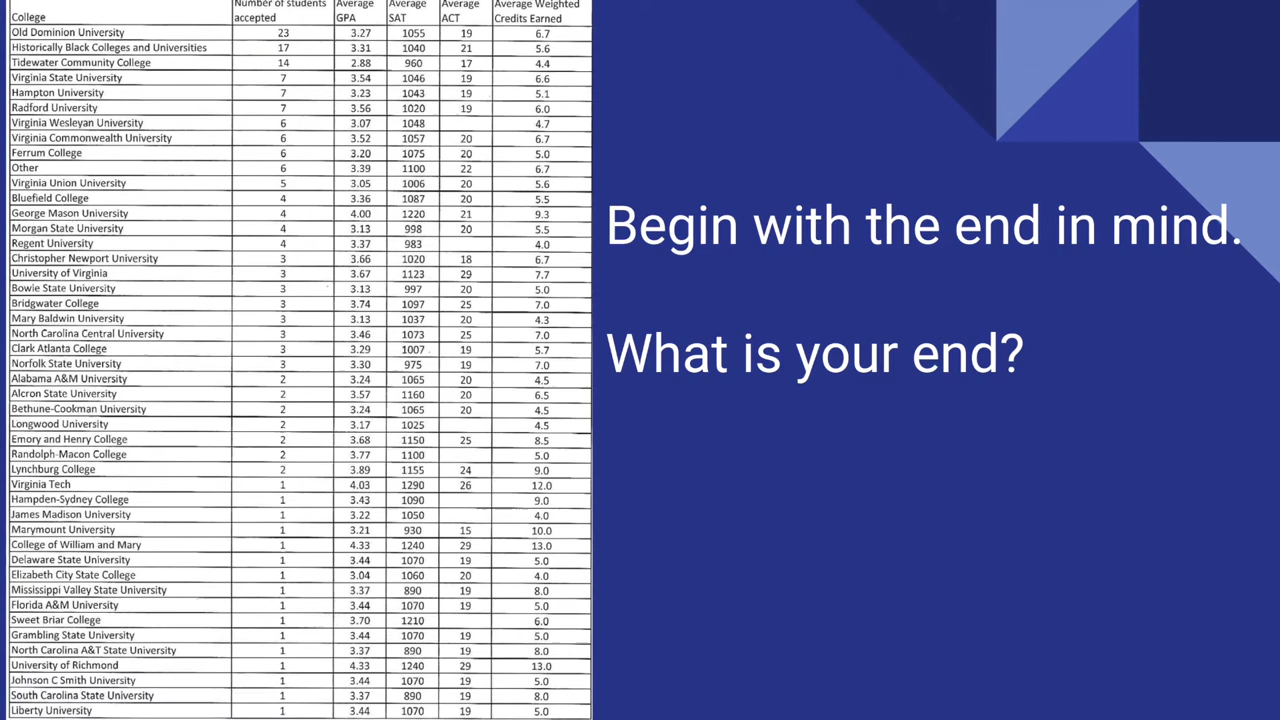 College Number of students accepted Average GPA Average SAT Average ACT Average Weighted Credits Earned
Old Dominion University 23 3.27 1055 19 6.7
Historically Black Colleges and Universities 17 3.31 1040 21 5.6
Tidewater Community College 14 2.88 960 17 4.4
Virginia State University 7 3.54 1046 19 6.6
Hampton University 7 3.23 1043 19 5.1
Radford University 7 3.56 1020 19 6.0
Virginia Wesleyan University 6 3.07 1048 4.7
Virginia Commonwealth University 6 3.52 1057 20 6.7
Ferrum College 6 3.20 1075 20 5.0
Other 6 3.39 1100 22 6.7
Virginia Union University 5 3.05 1006 20 5.6
Bluefield College 4 3.36 1087 20 5.5
George Mason University 4 4.00 1220 21 9.3
Morgan State University 4 3.13 998 20 5.5
Regent University 4 3.37 983 4.0
Christopher Newport University 3 3.66 1020 18 6.7
University of Virginia 3 3.67 1123 29 7.7
Bowie State University 3 3.13 997 20 5.0
Bridgwater College 3 3.74 1097 25 7.0
Mary Baldwin University 3 3.13 1037 20 4.3
North Carolina Central University 3 3.46 1073 25 7.0
Clark Atlanta College 3 3.29 1007 19 5.7
Norfolk State University 3 3.30 975 19 7.0
Alabama A&M University 2 3.24 1065 20 4.5
Alcron State University 2 3.57 1160 20 6.5
Bethune-Cookman University 2 3.24 1065 20 4.5
Longwood University 2 3.17 1025 4.5
Emory and Henry College 2 3.68 1150 25 8.5
Randolph-Macon College 2 3.77 1100 5.0
Lynchburg College 2 3.89 1155 24 9.0
Virginia Tech 1 4.03 1290 26 12.0
Hampden-Sydney College 1 3.43 1090 9.0
James Madison University 1 3.22 1050 4.0
Marymount University 1 3.21 930 15 10.0
College of William and Mary 1 4.33 1240 29 13.0
Delaware State University 1 3.44 1070 19 5.0
Elizabeth City State College 1 3.04 1060 20 4.0
Mississippi Valley State University 1 3.37 890 19 8.0
Florida A&M University 1 3.44 1070 19 5.0
Sweet Briar College 1 3.70 1210 6.0
Grambling State University 1 3.44 1070 19 5.0
North Carolina A&T State University 1 3.37 890 19 8.0
University of Richmond 1 4.33 1240 29 13.0
Johnson C Smith University 1 3.44 1070 19 5.0
South Carolina State University 1 3.37 890 19 8.0
Liberty University 1 3.44 1070 19 5.0
Begin with the end in mind.
What is your end?